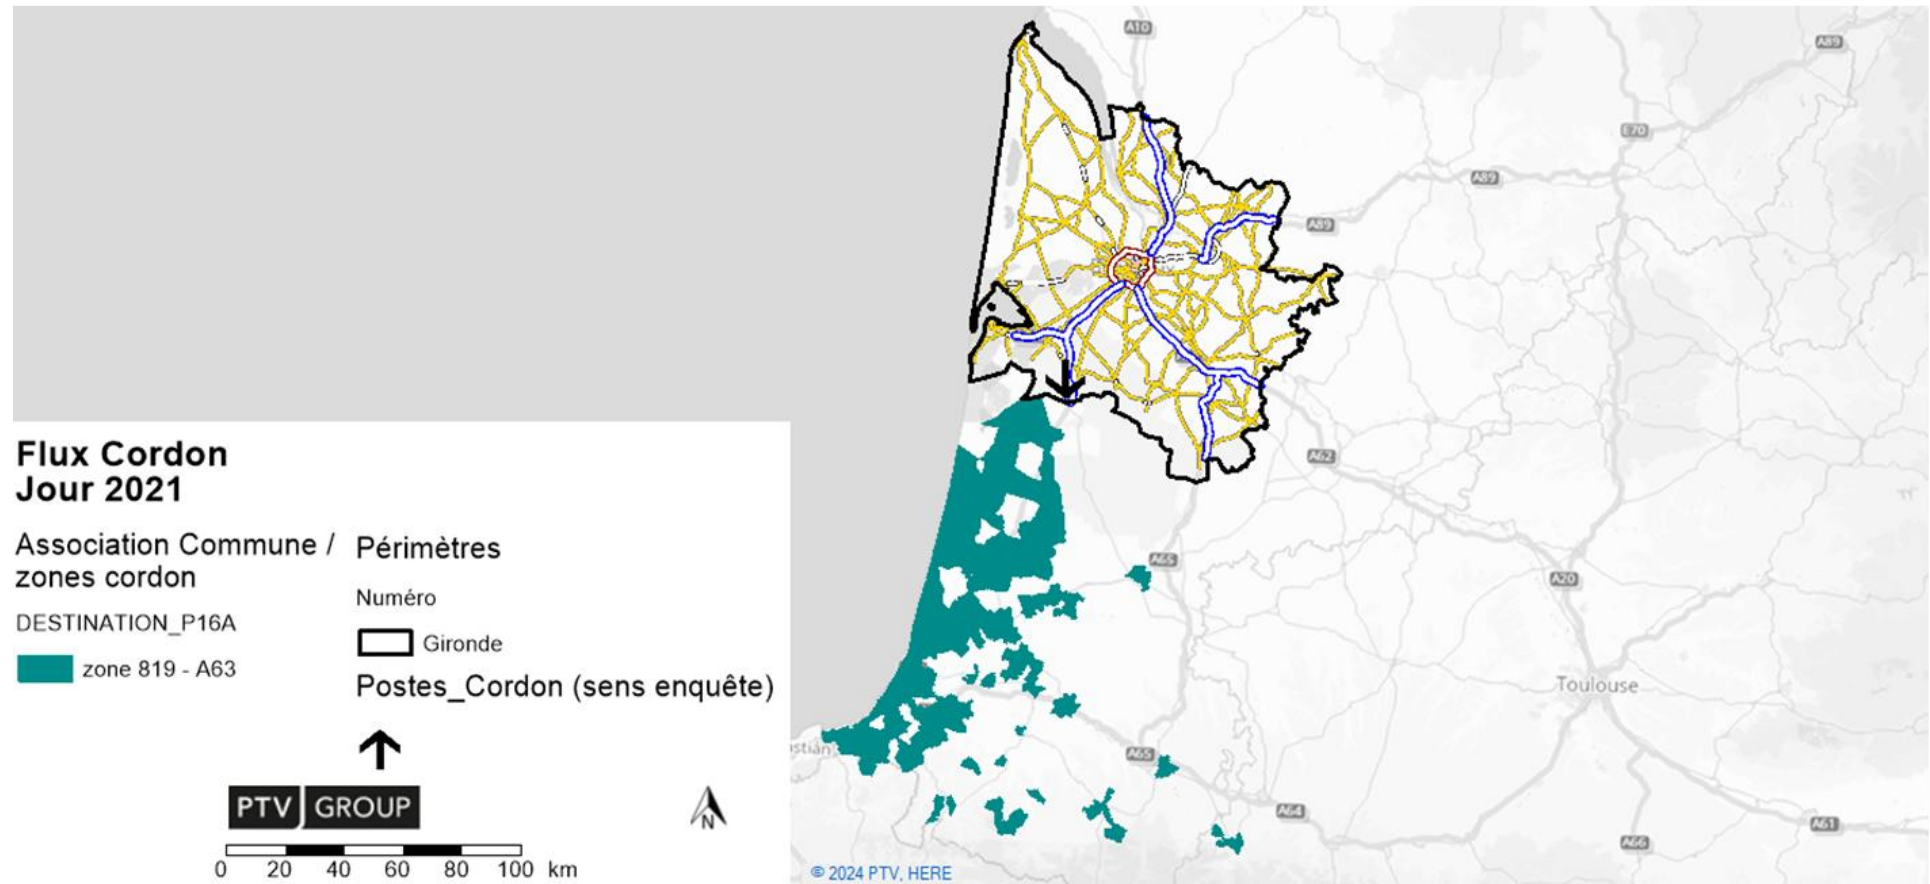 A10
A89
E70
A89
A89
A62
A65
A20
Toulouse
A65
A64
A61
A66
Flux Cordon
Jour 2021
Association Commune /
zones cordon
DESTINATION_P16A
zone 819 - A63
Périmètres
Numéro
Gironde
Postes_Cordon (sens enquête)
PTV GROUP
N
0 20 40 60 80 100 km
© 2024 PTV, HERE